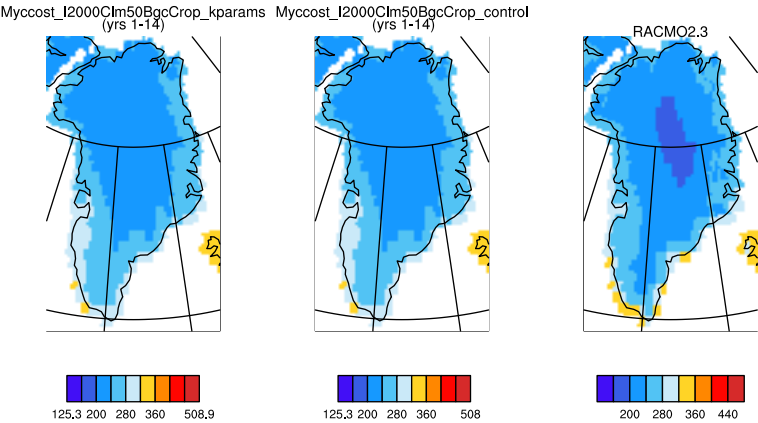 Myccost_I2000Clm50BgcCrop_kparams
(yrs 1-14)
Myccost_I2000Clm50BgcCrop_control
(yrs 1-14)
RACMO2.3
125.3 200 280 360 508.9
125.3 200 280 360 508
200 280 360 440